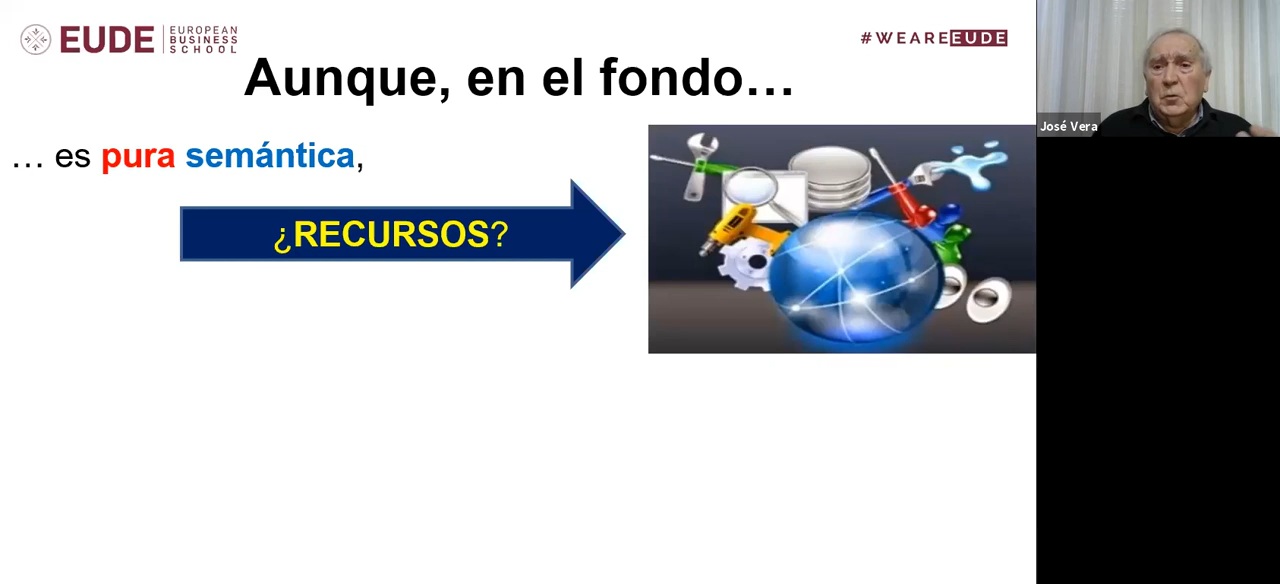 EUDE
EUROPEAN
BUSINESS
SCHOOL
#WEAREEUDE
Aunque, en el fondo…
… es pura semántica,
¿RECURSOS?
José Vera